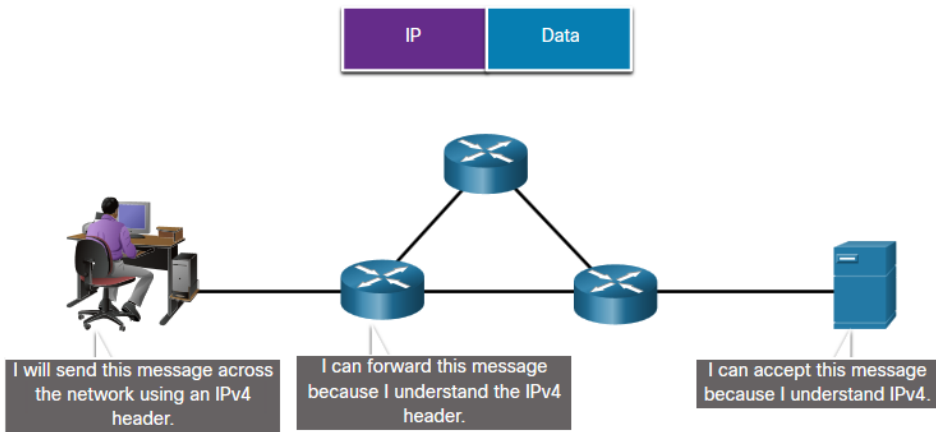 IP
Data
I will send this message across
the network using an IPv4
header.
I can forward this message
because I understand the IPv4
header.
I can accept this message
because I understand IPv4.